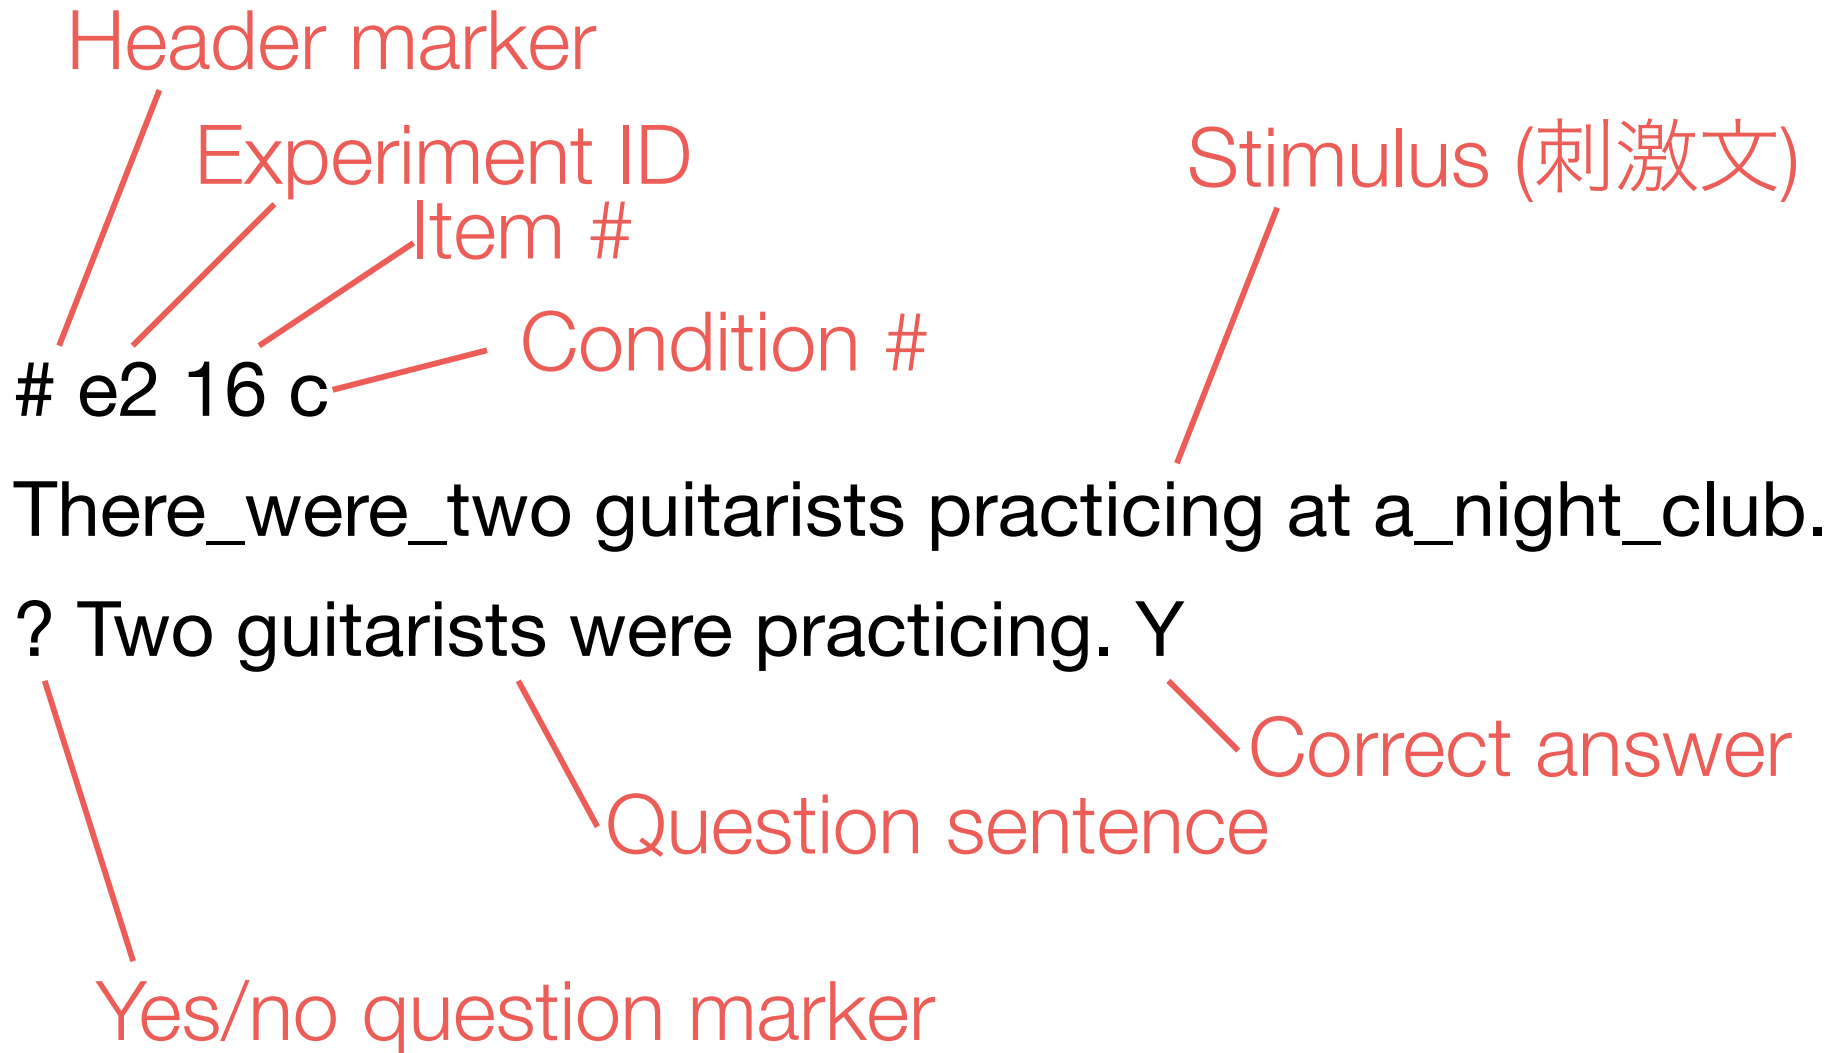 Header marker
Experiment ID
Stimulus (刺激文)
Item #
Condition #
# e2 16 c
There_were_two guitarists practicing at a_night_club.
? Two guitarists were practicing. Y
Correct answer
Question sentence
Yes/no question marker